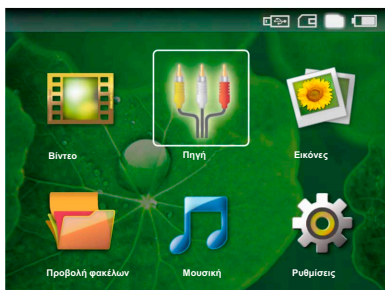 Βίντεο
Πηγή
Εικόνες
Προβολή φακέλων
Μουσική
Ρυθμίσεις